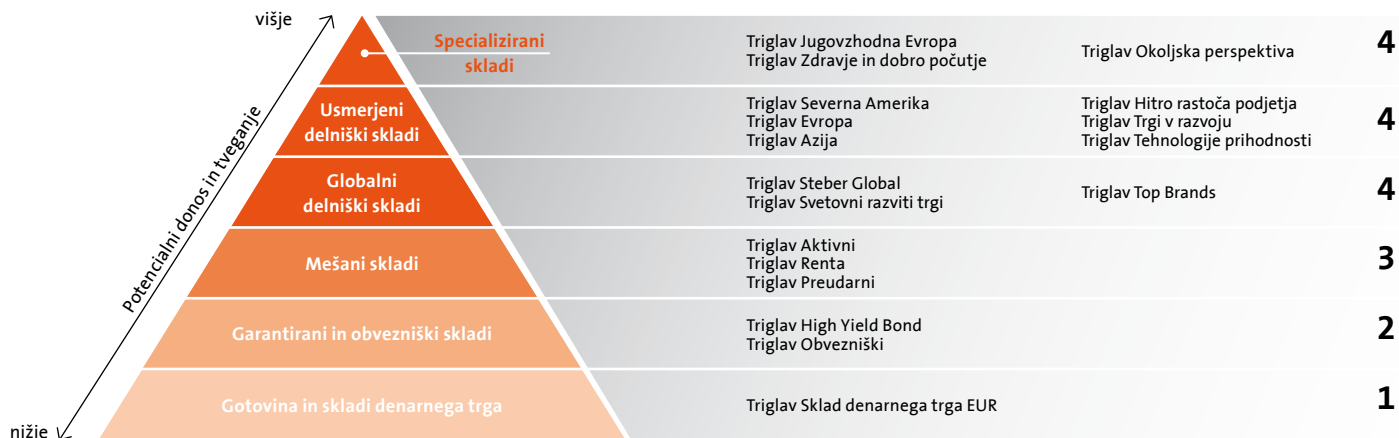 višje
Potencialni donos in tveganje
nižje
Specializirani
skladi
Triglav Jugovzhodna Evropa
Triglav Zdravje in dobro počutje
Triglav Okoljska perspektiva
4
Usmerjeni
delniški skladi
Triglav Severna Amerika
Triglav Evropa
Triglav Azija
Triglav Hitro rastoča podjetja
Triglav Trgi v razvoju
Triglav Tehnologije prihodnosti
4
Globalni
delniški skladi
Triglav Steber Global
Triglav Svetovni razviti trgi
Triglav Top Brands
4
Mešani skladi
Triglav Aktivni
Triglav Renta
Triglav Preudarni
3
Garantirani in obvezniški skladi
Triglav High Yield Bond
Triglav Obvezniški
2
Gotovina in skladi denarnega trga
Triglav Sklad denarnega trga EUR
1